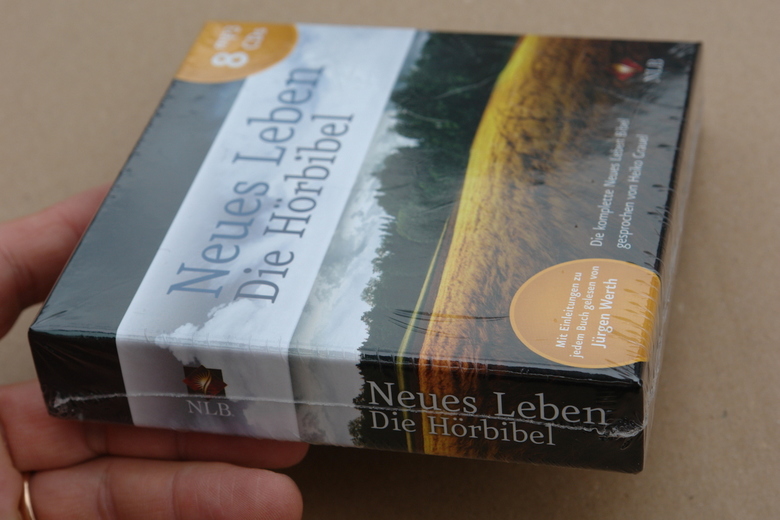 8 mp3
CDs
Neues Leben
Die Hörbibel
NLB
Die komplette Neues Leben Bibel
gesprochen von Heiko Grauel
Mit Einleitungen zu
jedem Buch gelesen von
Jürgen Werth
NLB
Neues Leben
Die Hörbibel